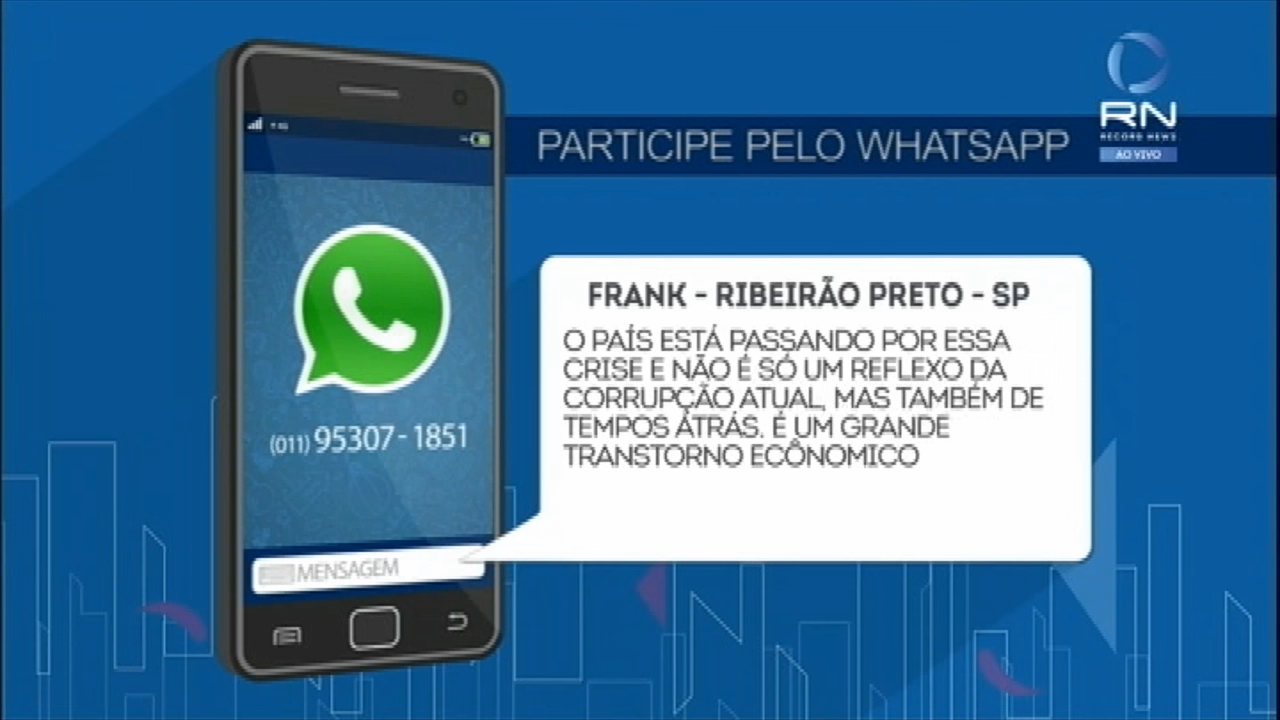 PARTICIPE PELO WHATSAPP
RN
RECORD NEWS
AO VIVO
FRANK - RIBEIRÃO PRETO - SP
O PAÍS ESTÁ PASSANDO POR ESSA
CRISE E NÃO É SÓ UM REFLEXO DA
CORRUPÇÃO ATUAL, MAS TAMBÉM DE
TEMPOS ATRÁS. É UM GRANDE
TRANSTORNO ECÔNOMICO
(011) 95307-1851
MENSAGEM